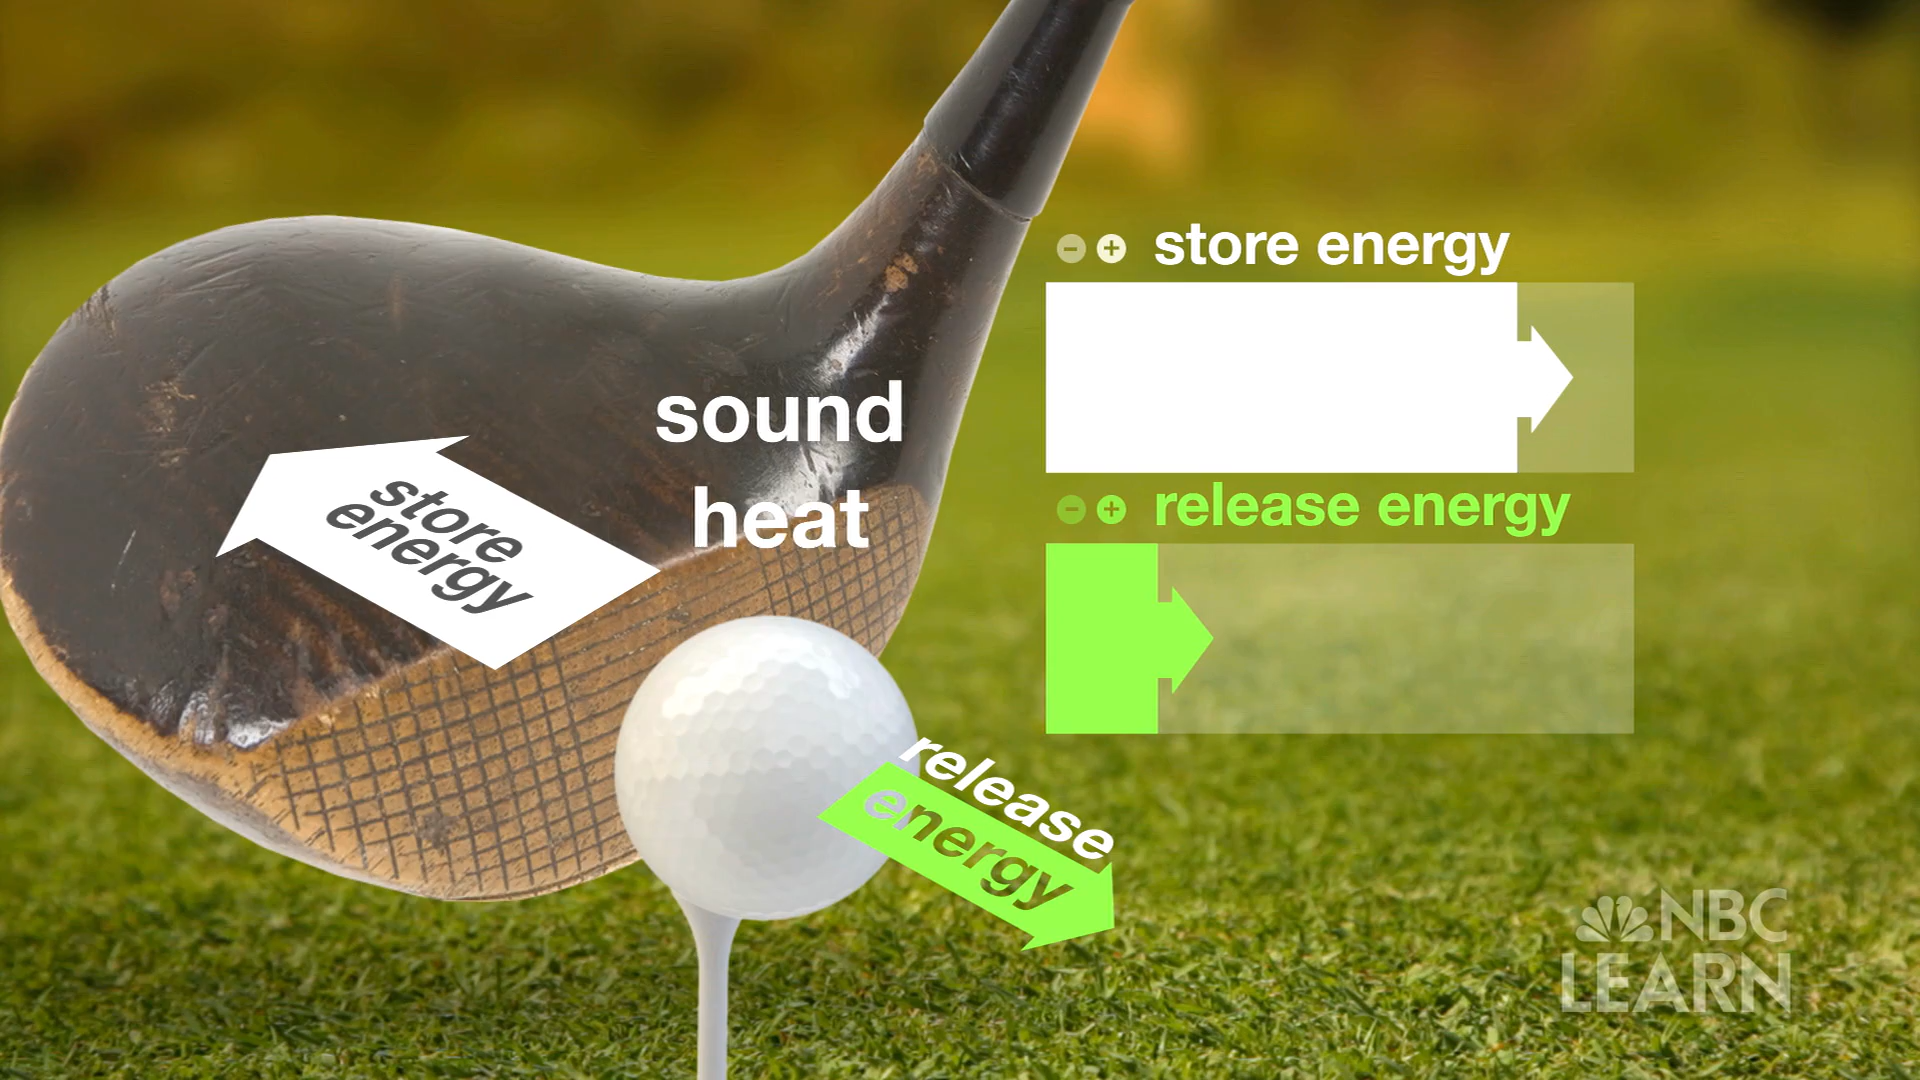 store energy
release energy
sound
heat
store
energy
release
energy
NBC
LEARN